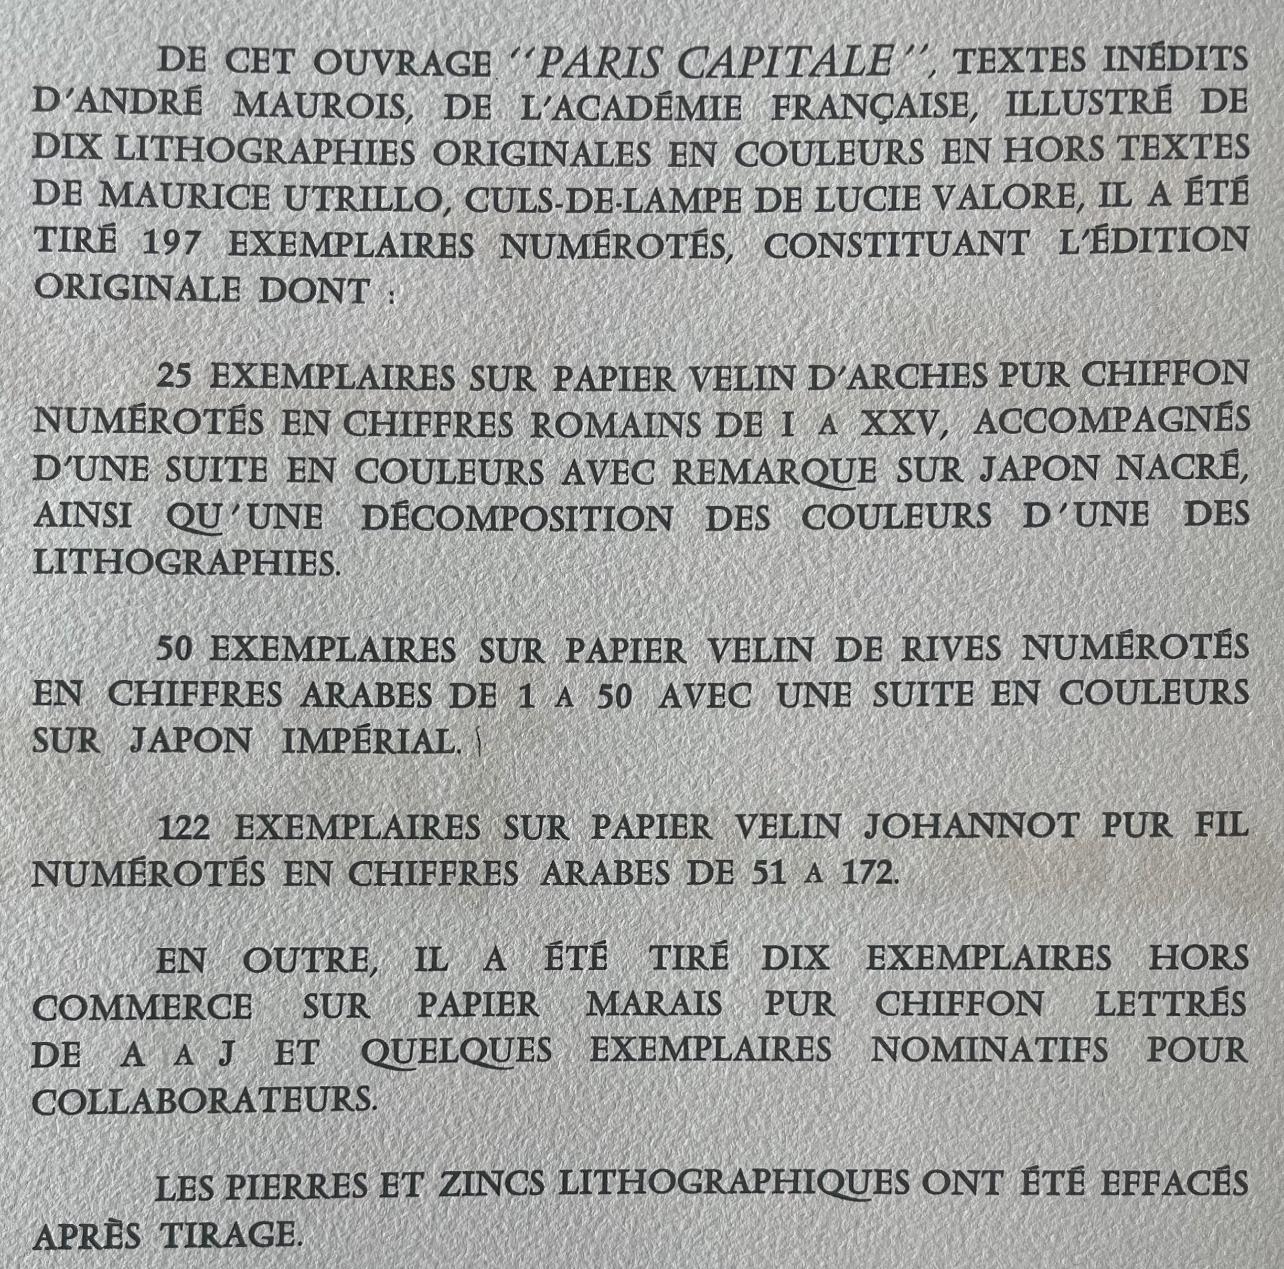 DE CET OUVRAGE "PARIS CAPITALE", TEXTES INÉDITS
D'ANDRÉ MAUROIS, DE L'ACADÉMIE FRANÇAISE, ILLUSTRÉ DE
DIX LITHOGRAPHIES ORIGINALES EN COULEURS EN HORS TEXTES
DE MAURICE UTRILLO, CULS-DE-LAMPE DE LUCIE VALORE, IL A ÉTÉ
TIRÉ 197 EXEMPLAIRES NUMÉROTÉS, CONSTITUANT L'ÉDITION
ORIGINALE DONT :
25 EXEMPLAIRES SUR PAPIER VELIN D'ARCHES PUR CHIFFON
NUMÉROTÉS EN CHIFFRES ROMAINS DE I A XXV, ACCOMPAGNÉS
D'UNE SUITE EN COULEURS AVEC REMARQUE SUR JAPON NACRÉ,
AINSI QU'UNE DÉCOMPOSITION DES COULEURS D'UNE DES
LITHOGRAPHIES.
50 EXEMPLAIRES SUR PAPIER VELIN DE RIVES NUMÉROTÉS
EN CHIFFRES ARABES DE 1 A 50 AVEC UNE SUITE EN COULEURS
SUR JAPON IMPÉRIAL.
122 EXEMPLAIRES SUR PAPIER VELIN JOHANNOT PUR FIL
NUMÉROTÉS EN CHIFFRES ARABES DE 51 A 172.
EN OUTRE, IL A ÉTÉ TIRÉ DIX EXEMPLAIRES HORS
COMMERCE SUR PAPIER MARAIS PUR CHIFFON LETTRÉS
DE A A J ET QUELQUES EXEMPLAIRES NOMINATIFS POUR
COLLABORATEURS.
LES PIERRES ET ZINCS LITHOGRAPHIQUES ONT ÉTÉ EFFACÉS
APRÈS TIRAGE.